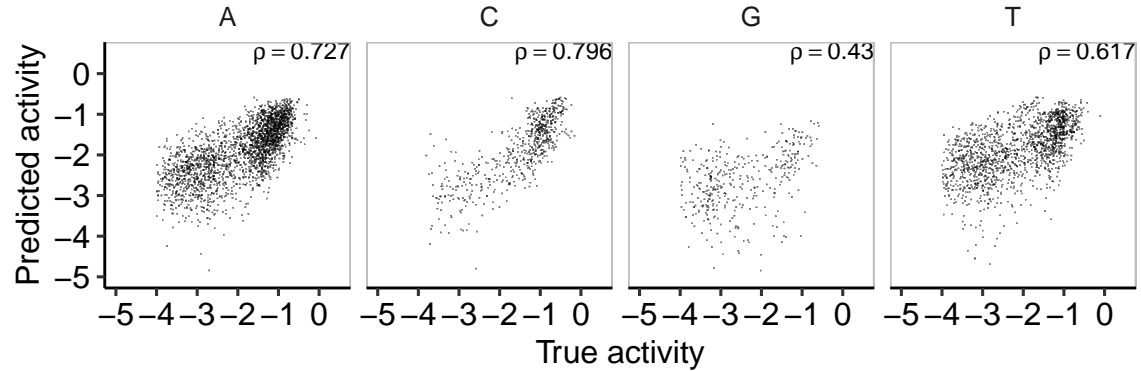 A C G T
ρ = 0.727 ρ = 0.796 ρ = 0.43 ρ = 0.617
Predicted activity
0
−1
−2
−3
−4
−5
−5 −4 −3 −2 −1 0 −5 −4 −3 −2 −1 0 −5 −4 −3 −2 −1 0 −5 −4 −3 −2 −1 0
True activity